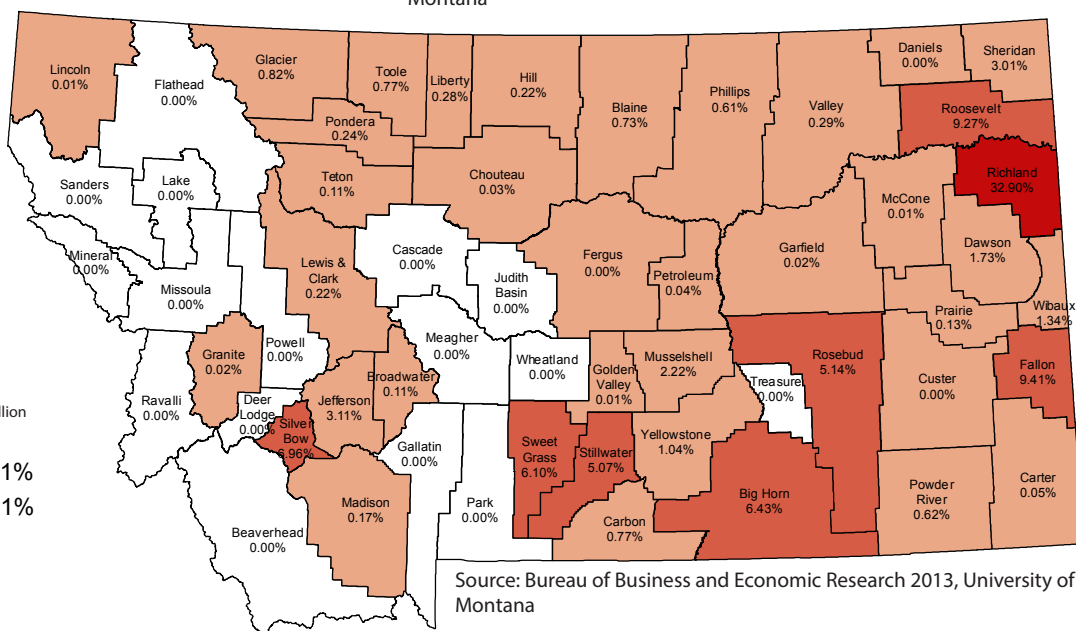 Montana
Lincoln
0.01%
Flathead
0.00%
Glacier
0.82%
Toole
0.77%
Liberty
0.28%
Hill
0.22%
Blaine
0.73%
Phillips
0.61%
Valley
0.29%
Daniels
0.00%
Sheridan
3.01%
Roosevelt
9.27%
Pondera
0.24%
Teton
0.11%
Chouteau
0.03%
Richland
32.90%
Sanders
0.00%
Lake
0.00%
McCone
0.01%
Dawson
1.73%
Mineral
0.00%
Missoula
0.00%
Lewis &
Clark
0.22%
Cascade
0.00%
Judith
Basin
0.00%
Fergus
0.00%
Petroleum
0.04%
Garfield
0.02%
Prairie
0.13%
Wibaux
1.34%
Granite
0.02%
Powell
0.00%
Meagher
0.00%
Wheatland
0.00%
Golden
Valley
0.01%
Musselshell
2.22%
Treasure
0.00%
Rosebud
5.14%
Custer
0.00%
Fallon
9.41%
Ravalli
0.00%
Deer
Lodge
0.00%
Silver
Bow
6.96%
Jefferson
3.11%
Broadwater
0.11%
Gallatin
0.00%
Park
0.00%
Sweet
Grass
6.10%
Stillwater
5.07%
Yellowstone
1.04%
Big Horn
6.43%
Powder
River
0.62%
Carter
0.05%
llion
1%
1%
Madison
0.17%
Beaverhead
0.00%
Carbon
0.77%
Source: Bureau of Business and Economic Research 2013, University of
Montana